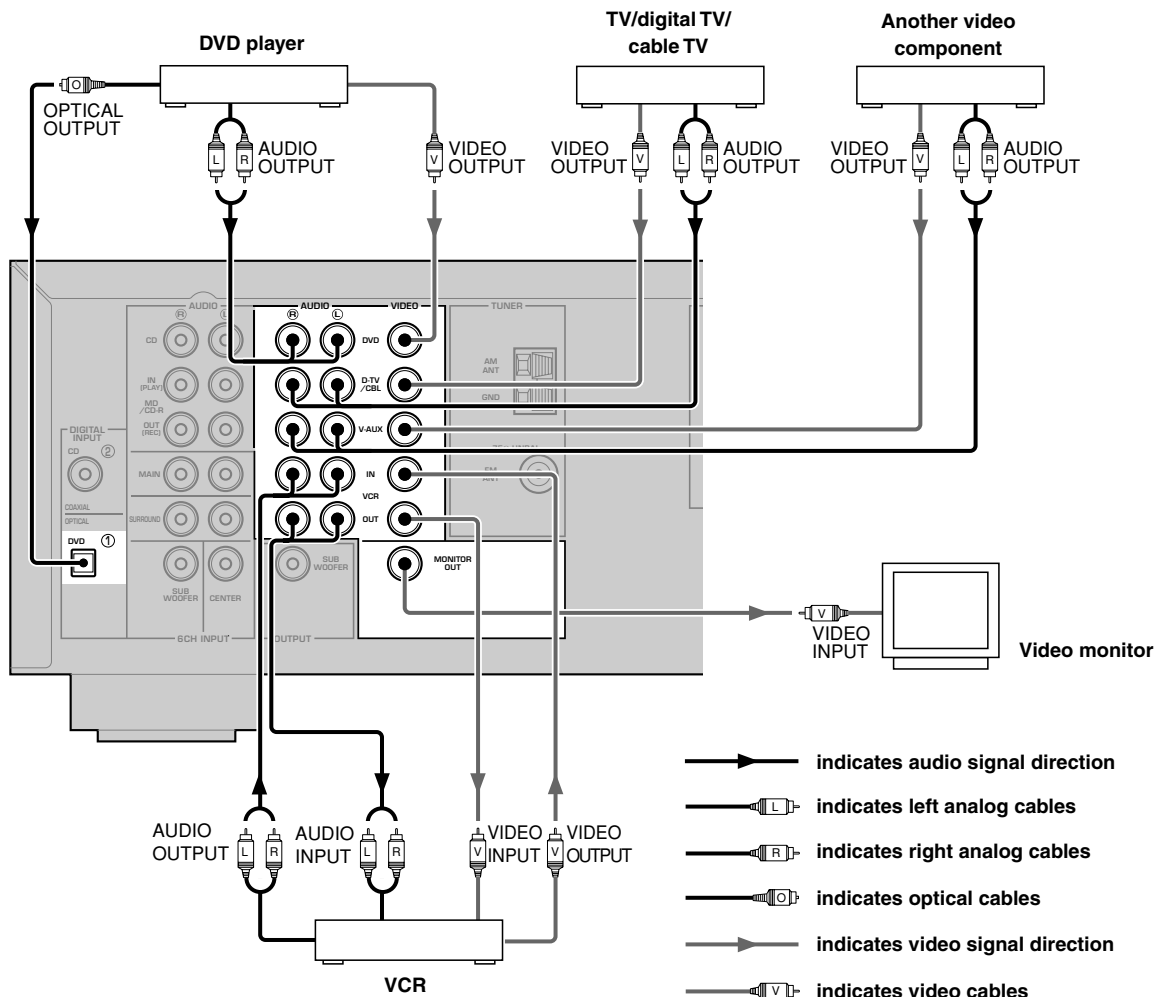 DVD player
TV/digital TV/
cable TV
Another video
component
O
OPTICAL
OUTPUT
L R
AUDIO
OUTPUT
V
VIDEO
OUTPUT
VIDEO
OUTPUT
V
L R
AUDIO
OUTPUT
VIDEO
OUTPUT
V
L R
AUDIO
OUTPUT
AUDIO
R
AUDIO
R L
VIDEO
TUNER
CD
DVD
IN
(PLAY)
MD
/CD-R
OUT
(REC)
D-TV
/CBL
AM
ANT
GND
V-AUX
DIGITAL
INPUT
CD ②
COAXIAL
OPTICAL
DVD ①
MAIN
SURROUND
IN
VCR
OUT
FM
ANT
SUB
WOOFER
CENTER
SUB
WOOFER
MONITOR
OUT
6CH INPUT
OUTPUT
V
VIDEO
INPUT
Video monitor
AUDIO
OUTPUT
L R
AUDIO
INPUT
L R
VIDEO
INPUT
V
VIDEO
OUTPUT
V
VCR
indicates audio signal direction
L indicates left analog cables
R indicates right analog cables
O indicates optical cables
indicates video signal direction
V indicates video cables